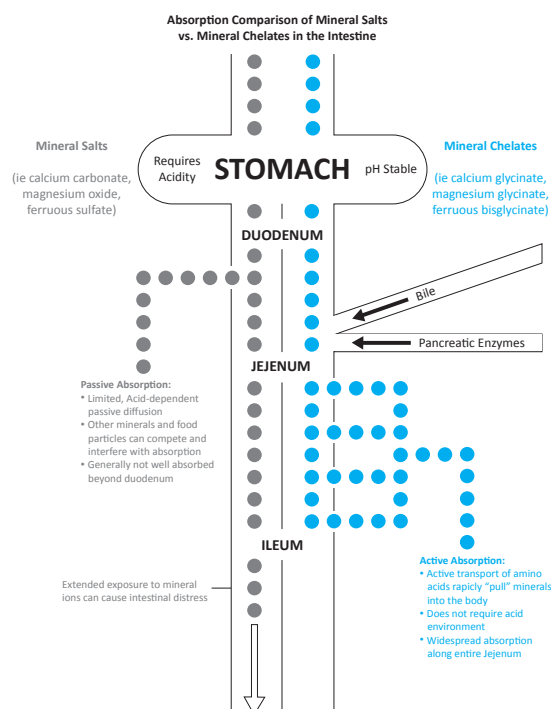 Absorption Comparison of Mineral Salts
vs. Mineral Chelates in the Intestine
Mineral Salts
(ie calcium carbonate,
magnesium oxide,
ferruous sulfate)
Requires
Acidity
STOMACH
pH Stable
Mineral Chelates
(ie calcium glycinate,
magnesium glycinate,
ferruous bisglycinate)
DUODENUM
Bile
Pancreatic Enzymes
JEJENUM
Passive Absorption:
• Limited, Acid-dependent
passive diffusion
• Other minerals and food
particles can compete and
interfere with absorption
• Generally not well absorbed
beyond duodenum
ILEUM
Extended exposure to mineral
ions can cause intestinal distress
Active Absorption:
• Active transport of amino
acids rapicly “pull” minerals
into the body
• Does not require acid
environment
• Widespread absorption
along entire Jejenum